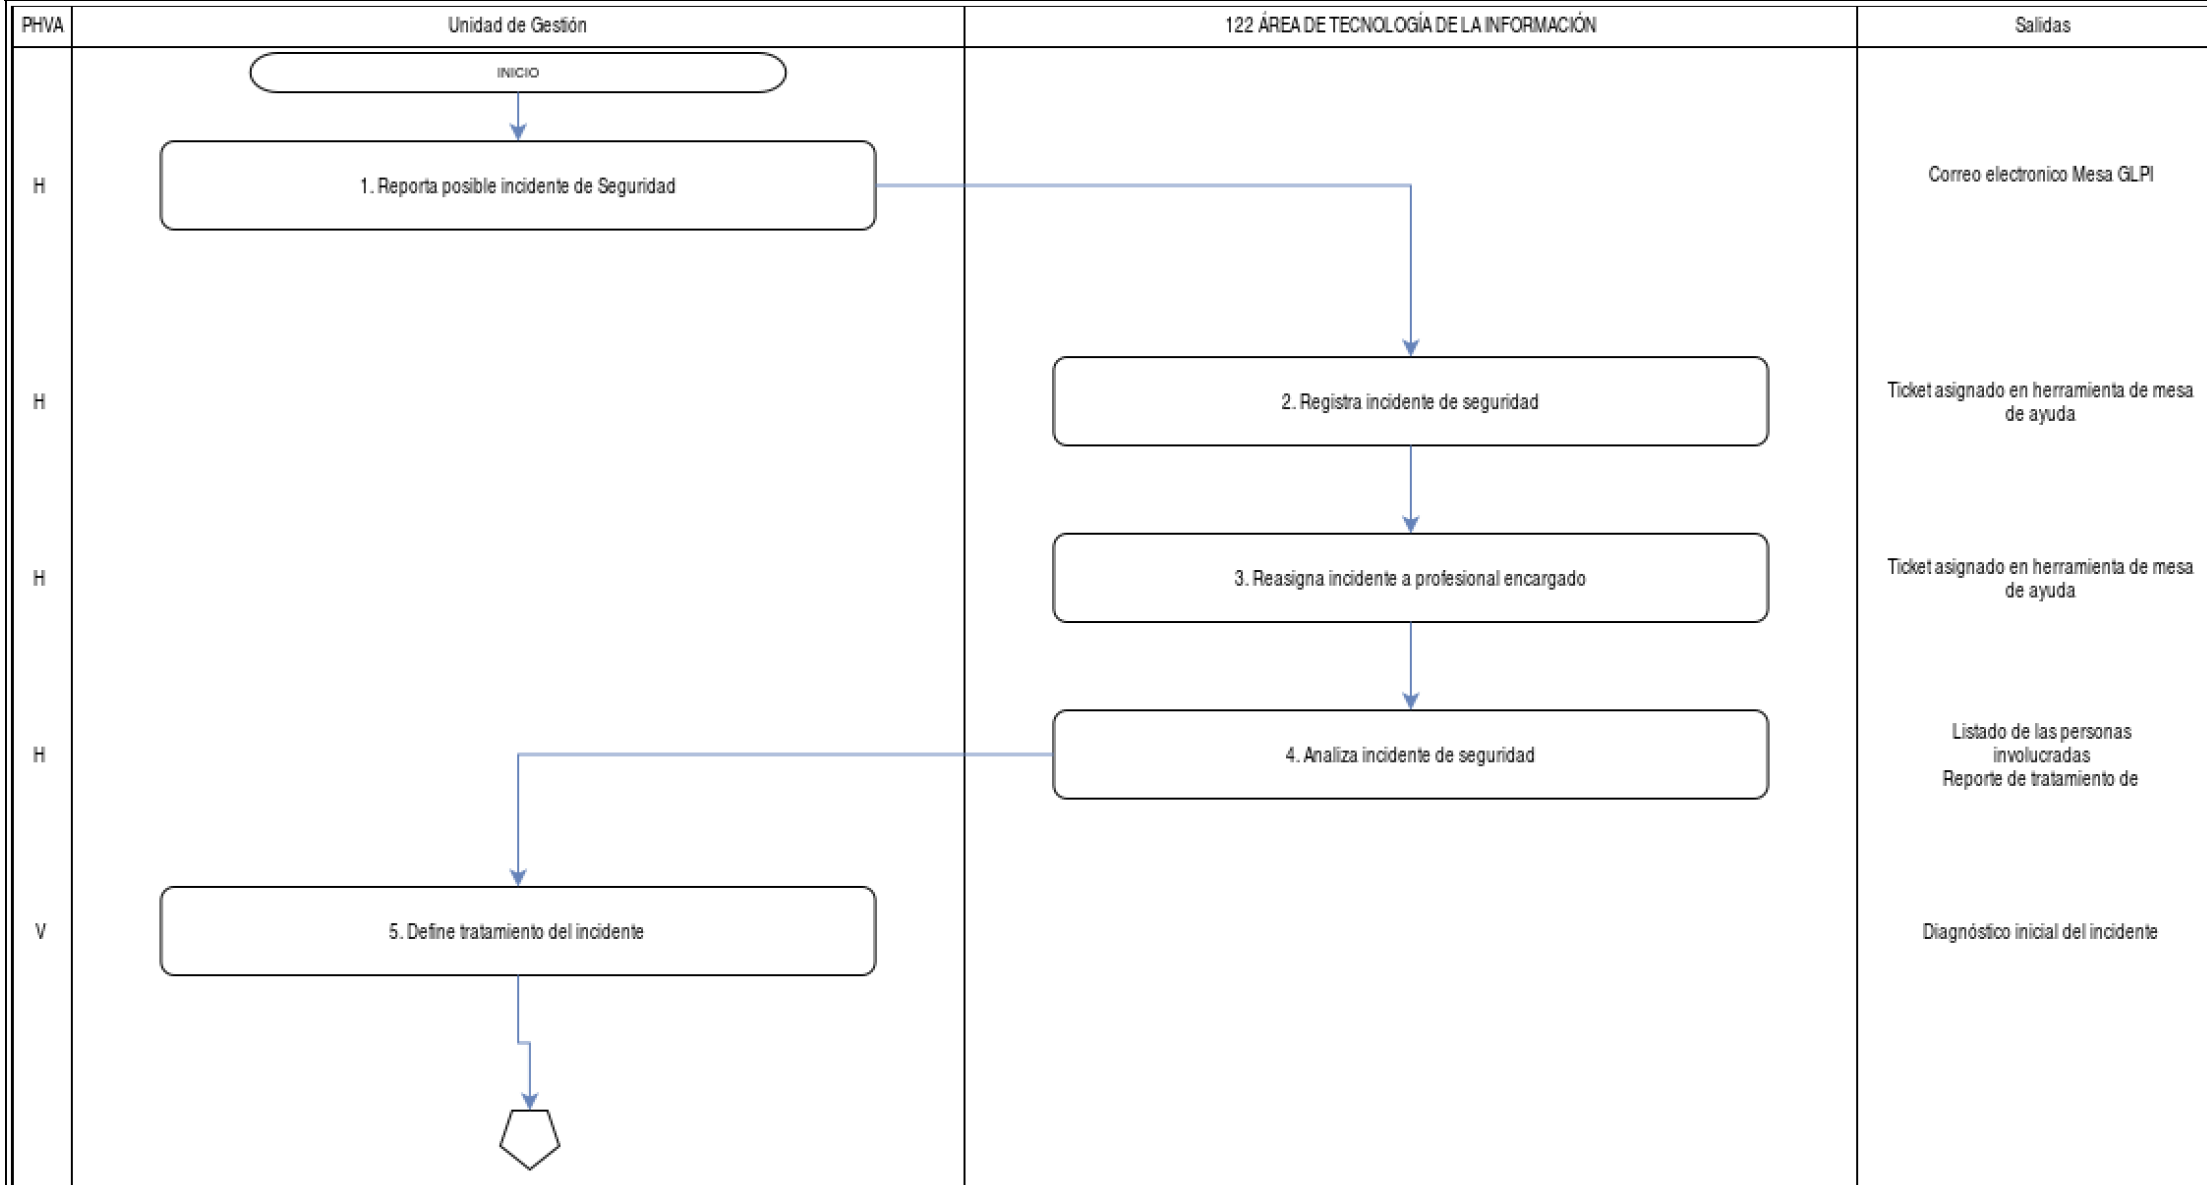 PHVA
Unidad de Gestión
122 ÁREA DE TECNOLOGÍA DE LA INFORMACIÓN
Salidas
INICIO
H
1. Reporta posible incidente de Seguridad
Correo electronico Mesa GLPI
H
2. Registra incidente de seguridad
Ticket asignado en herramienta de mesa
de ayuda
H
3. Reasigna incidente a profesional encargado
Ticket asignado en herramienta de mesa
de ayuda
H
4. Analiza incidente de seguridad
Listado de las personas
involucradas
Reporte de tratamiento de
V
5. Define tratamiento del incidente
Diagnóstico inicial del incidente